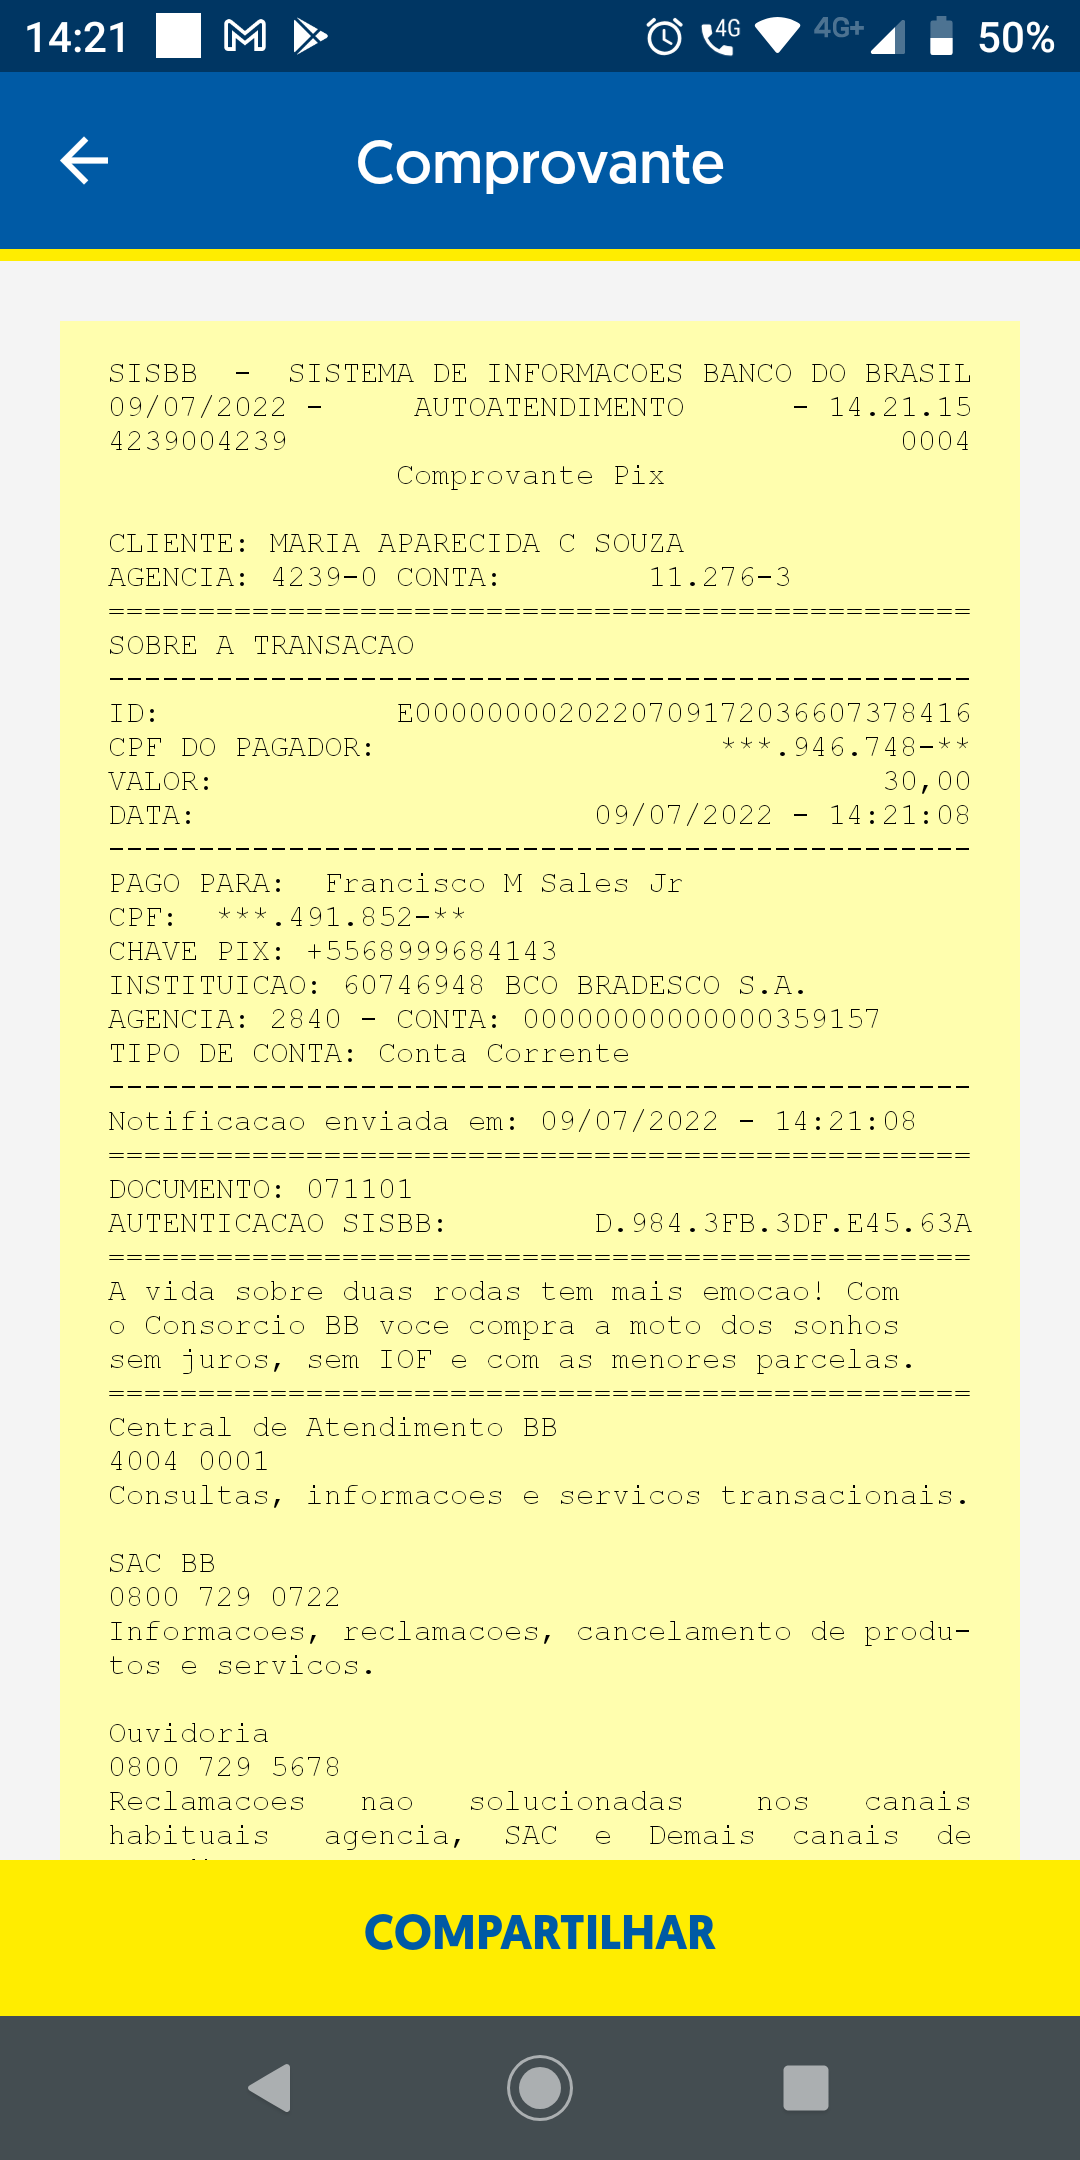 14:21 4G 4G+ 50%
Comprovante
SISBB - SISTEMA DE INFORMACOES BANCO DO BRASIL
09/07/2022 - AUTOATENDIMENTO - 14.21.15
4239004239 0004
Comprovante Pix
CLIENTE: MARIA APARECIDA C SOUZA
AGENCIA: 4239-0 CONTA: 11.276-3
================================================
SOBRE A TRANSACAO
------------------------------------------------
ID: E0000000020220709172036607378416
CPF DO PAGADOR: ***.946.748-**
VALOR: 30,00
DATA: 09/07/2022 - 14:21:08
------------------------------------------------
PAGO PARA: Francisco M Sales Jr
CPF: ***.491.852-**
CHAVE PIX: +5568999684143
INSTITUICAO: 60746948 BCO BRADESCO S.A.
AGENCIA: 2840 - CONTA: 00000000000000359157
TIPO DE CONTA: Conta Corrente
------------------------------------------------
Notificacao enviada em: 09/07/2022 - 14:21:08
================================================
DOCUMENTO: 071101
AUTENTICACAO SISBB: D.984.3FB.3DF.E45.63A
================================================
A vida sobre duas rodas tem mais emocao! Com
o Consorcio BB voce compra a moto dos sonhos
sem juros, sem IOF e com as menores parcelas.
================================================
Central de Atendimento BB
4004 0001
Consultas, informacoes e servicos transacionais.
SAC BB
0800 729 0722
Informacoes, reclamacoes, cancelamento de produ-
tos e servicos.
Ouvidoria
0800 729 5678
Reclamacoes nao solucionadas nos canais
habituais agencia, SAC e Demais canais de
COMPARTILHAR